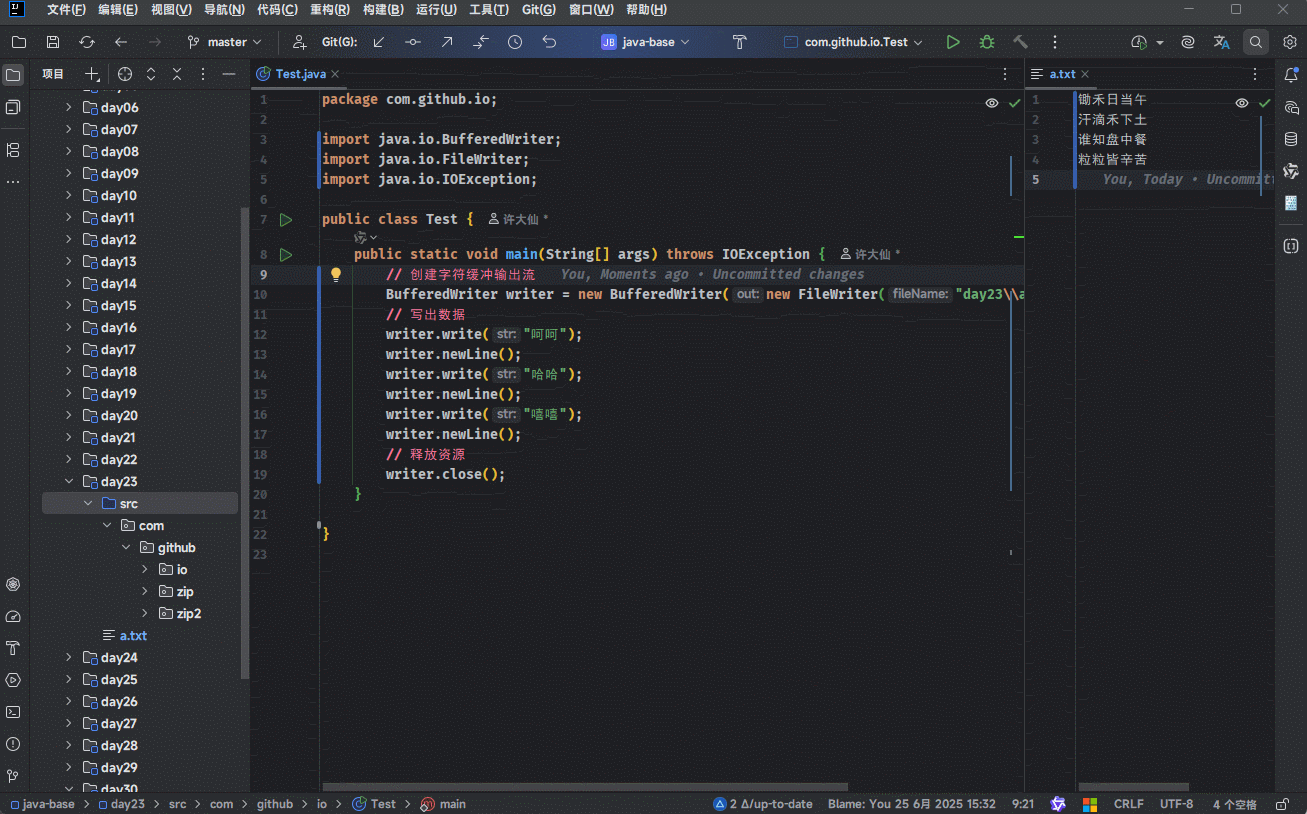 文件(F) 编辑(E) 视图(V) 导航(N) 代码(C) 重构(R) 构建(B) 运行(U) 工具(T) Git(G) 窗口(W) 帮助(H)
master Git(G): JB java-base com.github.io.Test
项目
day06
day07
day08
day09
day10
day11
day12
day13
day14
day15
day16
day17
day18
day19
day20
day21
day22
day23
src
com
github
io
zip
zip2
a.txt
day24
day25
day26
day27
day28
day29
day30
Test.java
1 package com.github.io;
2
3 import java.io.BufferedWriter;
4 import java.io.FileWriter;
5 import java.io.IOException;
6
7 public class Test { 许大仙 *
8 public static void main(String[] args) throws IOException { 许大仙 *
9 // 创建字符缓冲输出流 You, Moments ago • Uncommitted changes
10 BufferedWriter writer = new BufferedWriter( out: new FileWriter( fileName: "day23\\a
11 // 写出数据
12 writer.write( str: "呵呵");
13 writer.newLine();
14 writer.write( str: "哈哈");
15 writer.newLine();
16 writer.write( str: "嘻嘻");
17 writer.newLine();
18 // 释放资源
19 writer.close();
20 }
21
22 }
23
a.txt
1 锄禾日当午
2 汗滴禾下土
3 谁知盘中餐
4 粒粒皆辛苦
5 You, Today • Uncommitt
java-base > day23 > src > com > github > io > Test > main
2 Δ/up-to-date Blame: You 25 6月 2025 15:32 9:21 CRLF UTF-8 4 个空格